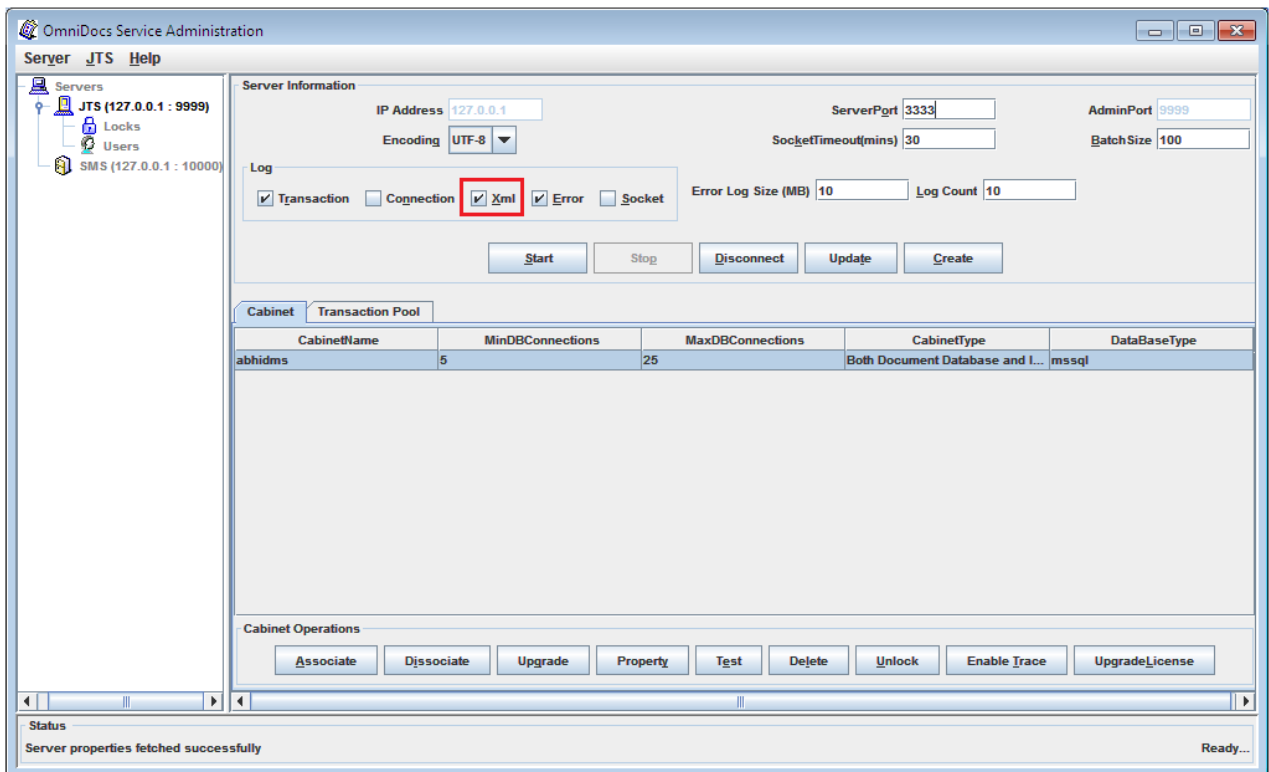 OmniDocs Service Administration
Server JTS Help
Servers
JTS (127.0.0.1 : 9999)
Locks
Users
SMS (127.0.0.1 : 10000)
Server Information
IP Address 127.0.0.1 ServerPort 3333 AdminPort 9999
Encoding UTF-8 SocketTimeout(mins) 30 BatchSize 100
Log
Transaction Connection Xml Error Socket Error Log Size (MB) 10 Log Count 10
Start Stop Disconnect Update Create
Cabinet Transaction Pool
CabinetName MinDBConnections MaxDBConnections CabinetType DataBaseType
abhidms 5 25 Both Document Database and I... mssql
Cabinet Operations
Associate Dissociate Upgrade Property Test Delete Unlock Enable Trace UpgradeLicense
Status
Server properties fetched successfully Ready...